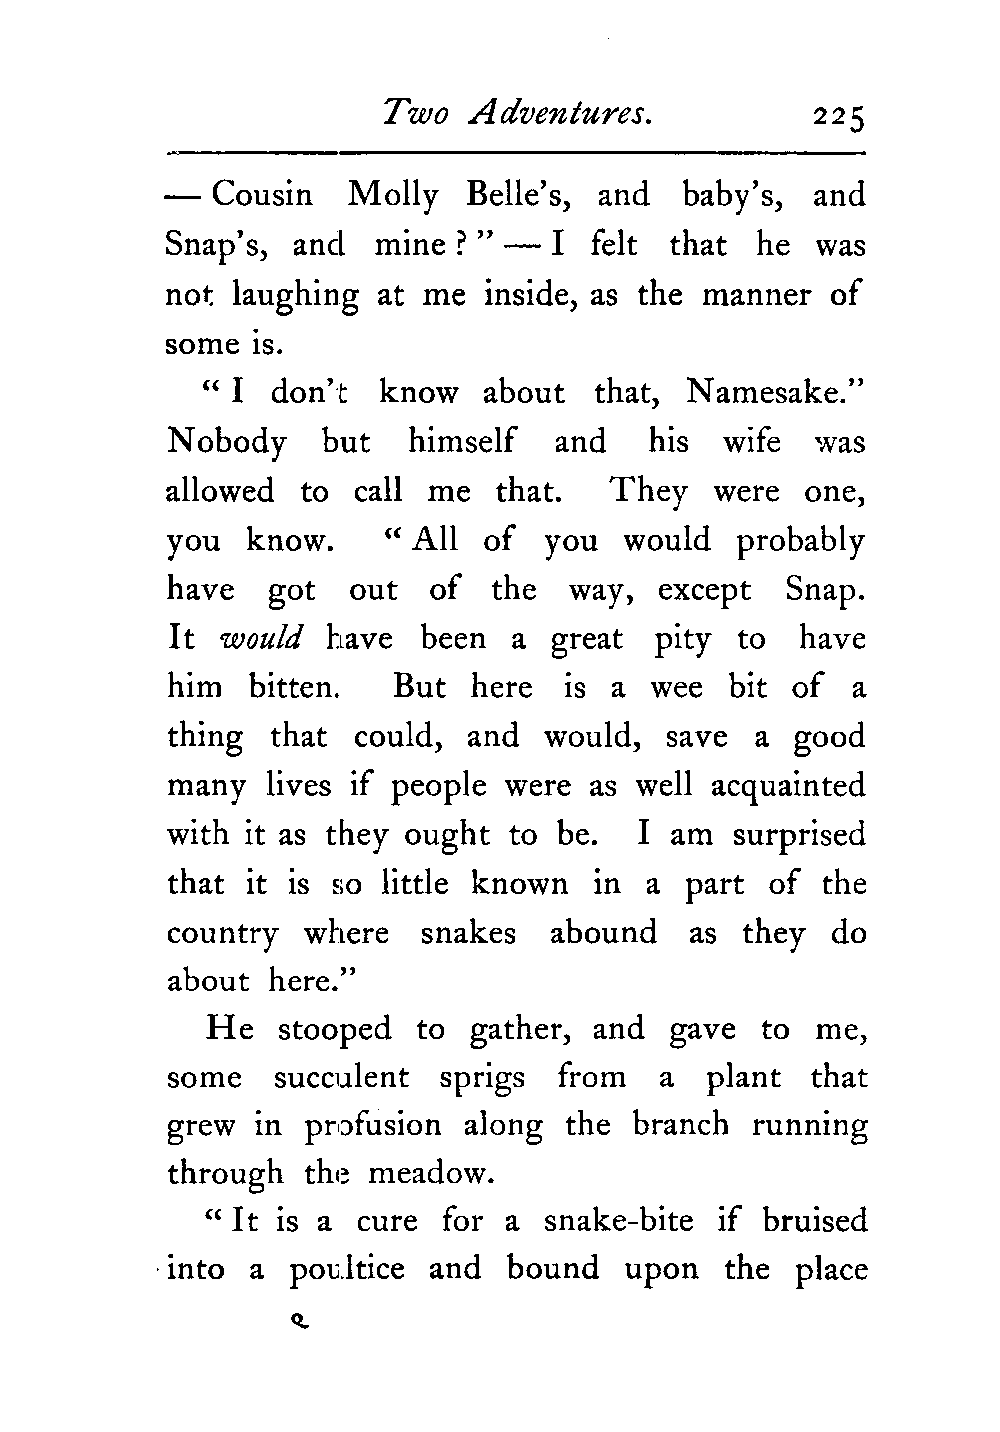 Two Adventures. 225
— Cousin Molly Belle's, and baby's, and
Snap's, and mine?" — I felt that he was
not laughing at me inside, as the manner of
some is.
"I don't know about that, Namesake."
Nobody but himself and his wife was
allowed to call me that. They were one,
you know. "All of you would probably
have got out of the way, except Snap.
It would have been a great pity to have
him bitten. But here is a wee bit of a
thing that could, and would, save a good
many lives if people were as well acquainted
with it as they ought to be. I am surprised
that it is so little known in a part of the
country where snakes abound as they do
about here."
He stooped to gather, and gave to me,
some succulent sprigs from a plant that
grew in profusion along the branch running
through the meadow.
"It is a cure for a snake-bite if bruised
into a poultice and bound upon the place
Q